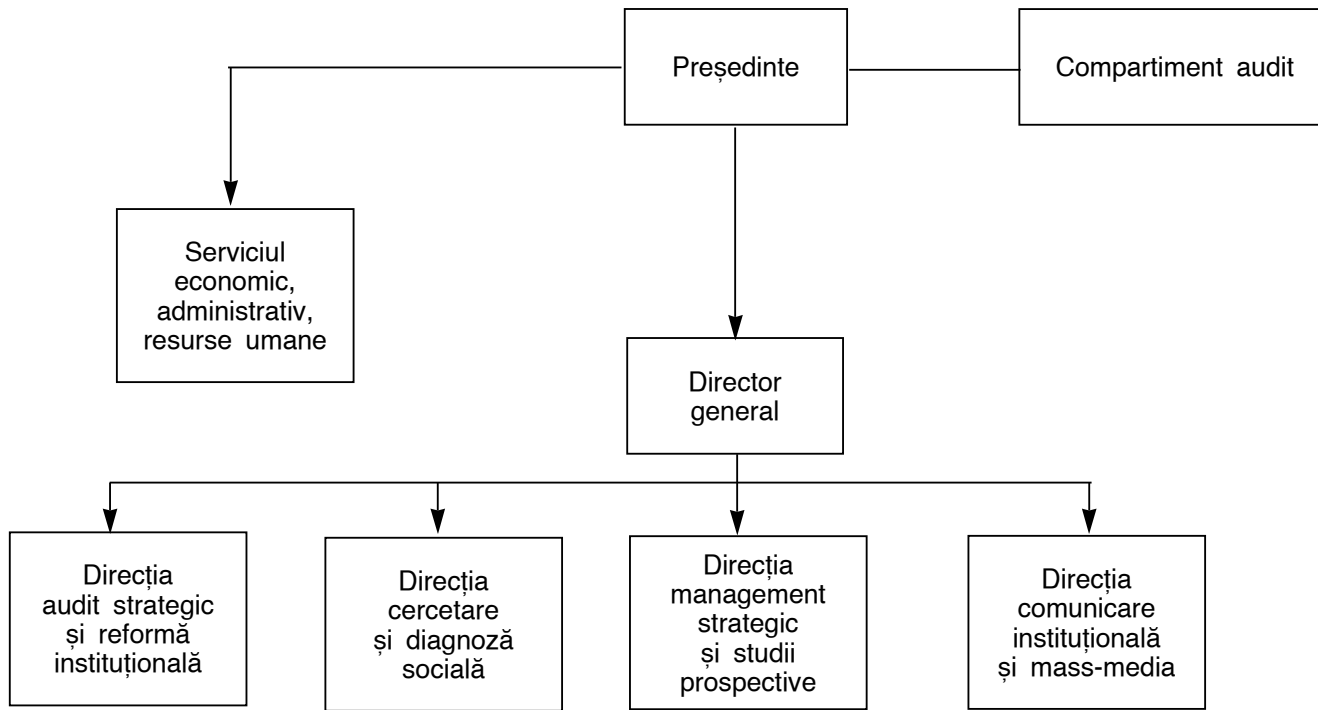 Președinte
Compartiment audit
Serviciul
economic,
administrativ,
resurse umane
Director
general
Direcția
audit strategic
și reformă
instituțională
Direcția
cercetare
și diagnoză
socială
Direcția
management
strategic
și studii
prospective
Direcția
comunicare
instituțională
și mass-media